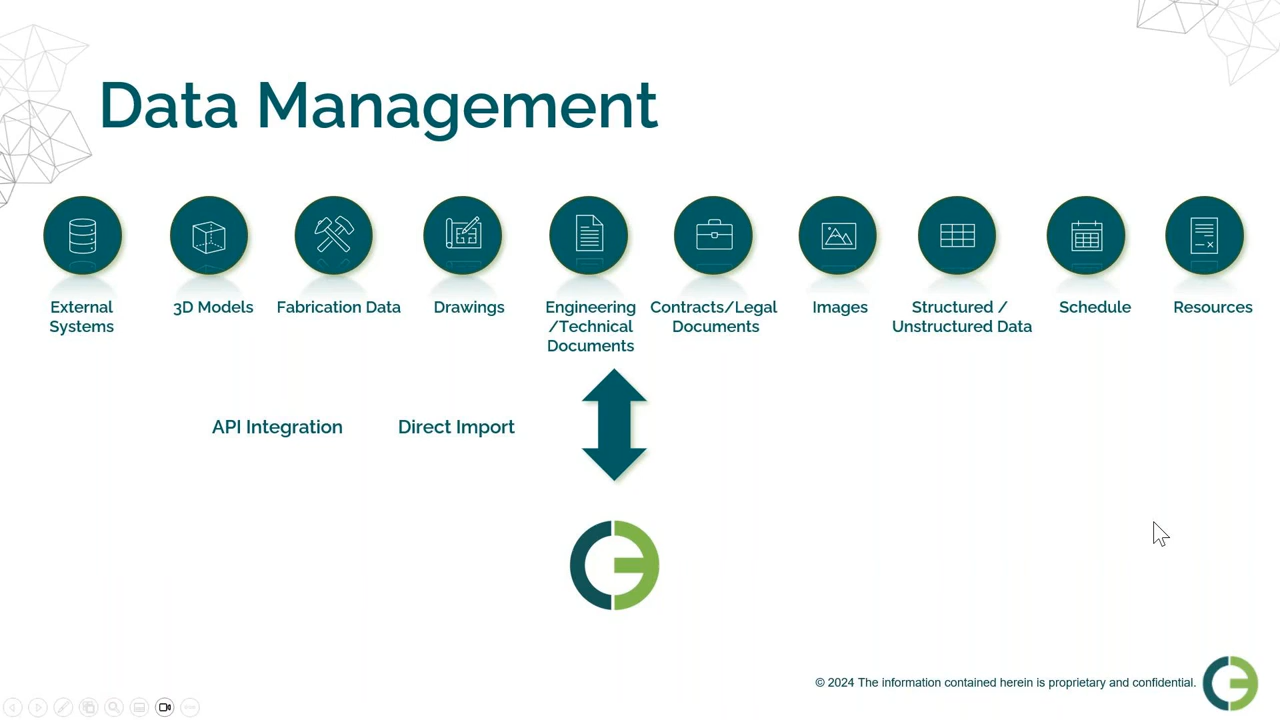 Data Management
External
Systems
3D Models
Fabrication Data
Drawings
Engineering
/Technical
Documents
Contracts/Legal
Documents
Images
Structured /
Unstructured Data
Schedule
Resources
API Integration
Direct Import
© 2024 The information contained herein is proprietary and confidential.